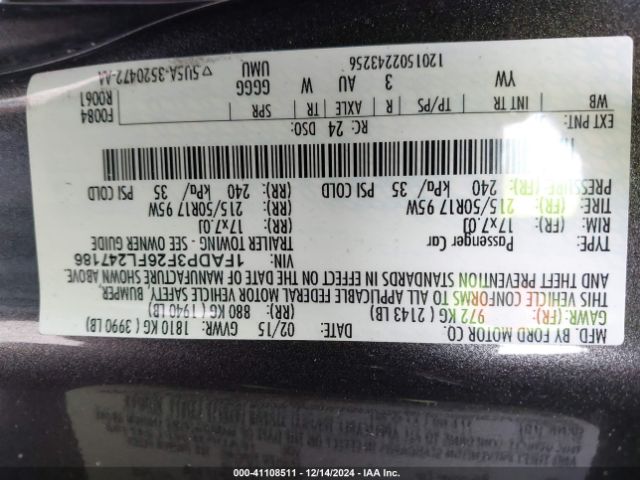 MFD. BY FORD MOTOR CO.
DATE: 02/15 GVWR: 1810 KG ( 3990 LB)
GAWR: (FR): 972 KG ( 2143 LB) (RR): 880 KG ( 1940 LB)
THIS VEHICLE CONFORMS TO ALL APPLICABLE FEDERAL MOTOR VEHICLE SAFETY, BUMPER,
AND THEFT PREVENTION STANDARDS IN EFFECT ON THE DATE OF MANUFACTURE SHOWN ABOVE.
VIN: 1FADP3F26FL247186
TYPE: Passenger Car TRAILER TOWING - SEE OWNER GUIDE
RIM: (FR): 17x7.0J (RR): 17x7.0J
TIRE: (FR): 215/50R17 95W (RR): 215/50R17 95W
PRESSURE (FR): 240 kPa/ 35 PSI COLD (RR): 240 kPa/ 35 PSI COLD
EXT PNT: RC: 24 DSO: F0084
WB INT TR TP/PS AXLE TR SPR R0061
YW 3 AU W GGGG
1201502243256 UMU ▽5U5A-3520472-AA
000-41108511 | 12/14/2024 | IAA Inc.